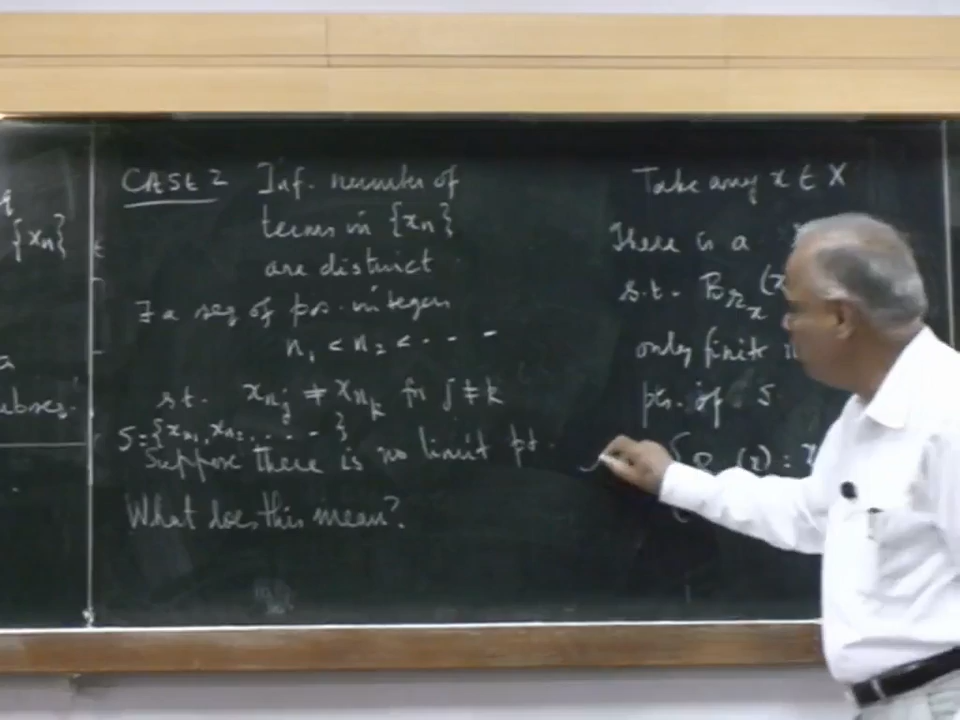 {xn}
a
ubses.
CASE 2 Inf. number of
terms in {xn}
are distinct
∃ a seq of pos. integers
n1 < n2 < . . .
s.t. xnj ≠ xnk for j ≠ k
S = {xn1, xn2, . . . . }
Suppose there is no limit pt.
What does this mean?
Take any x ∈ X
There is a
s.t. Brx(x
only finite
pts. of S
{ B (x) :